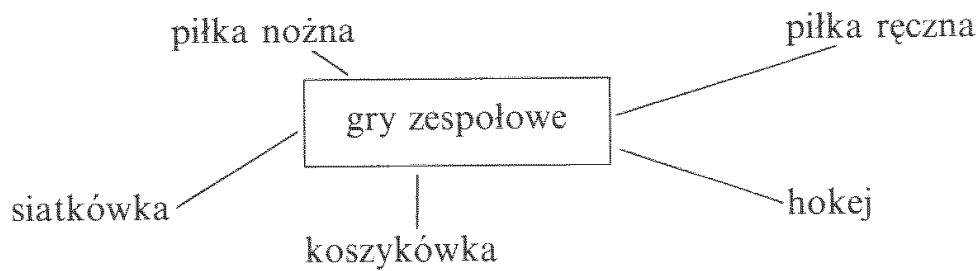 piłka nożna
piłka ręczna
gry zespołowe
siatkówka
hokej
koszykówka